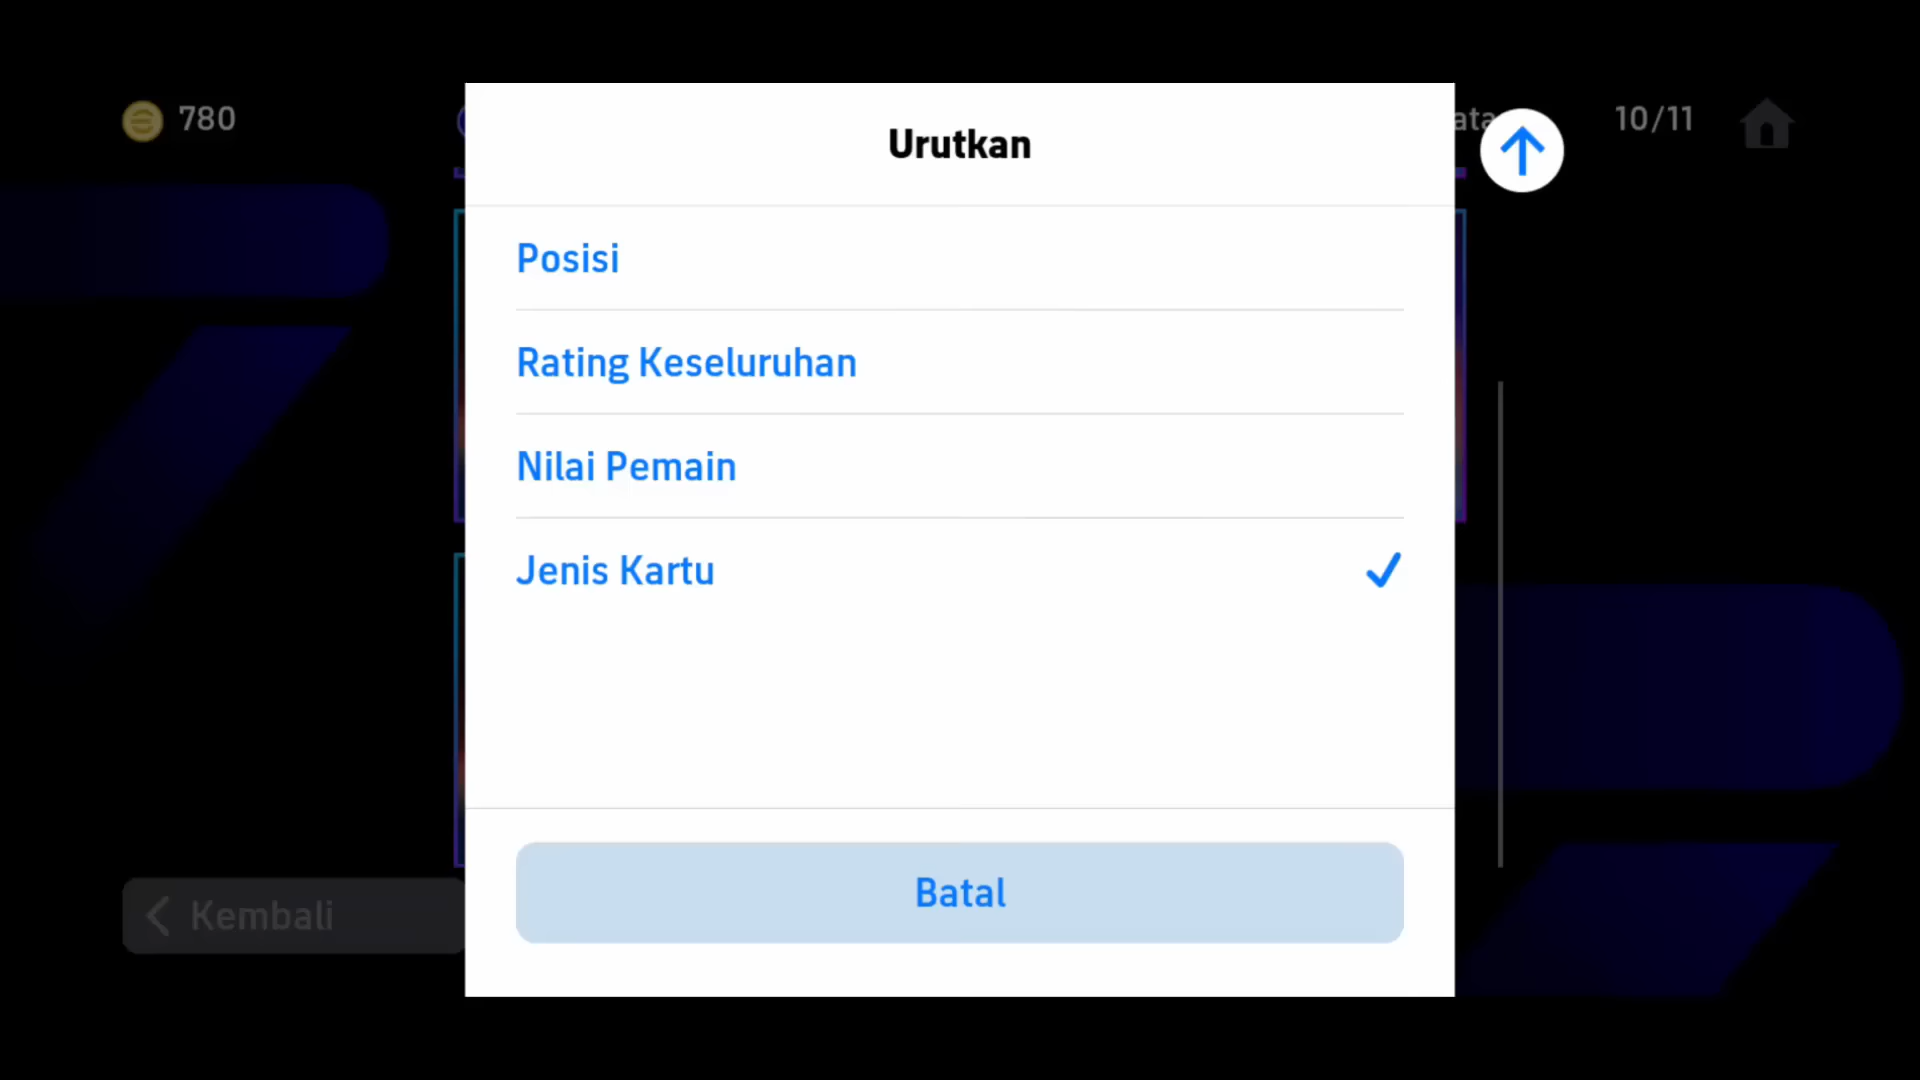 780
10/11
Urutkan
Posisi
Rating Keseluruhan
Nilai Pemain
Jenis Kartu
Batal
Kembali